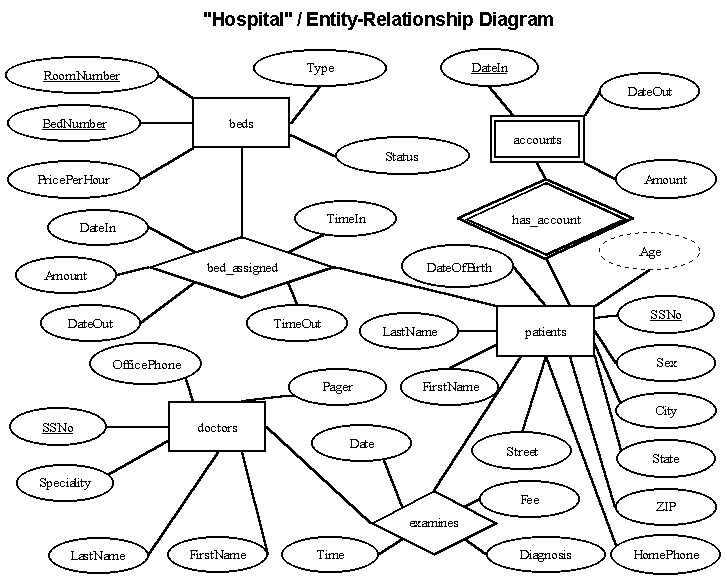 "Hospital" / Entity-Relationship Diagram
RoomNumber
Type
DateIn
DateOut
BedNumber
beds
accounts
Status
PricePerHour
Amount
DateIn
TimeIn
has_account
Age
Amount
bed_assigned
DateOfBirth
DateOut
TimeOut
LastName
patients
SSNo
OfficePhone
Sex
Pager
FirstName
City
SSNo
doctors
Date
Street
State
Speciality
Fee
ZIP
examines
LastName
FirstName
Time
Diagnosis
HomePhone